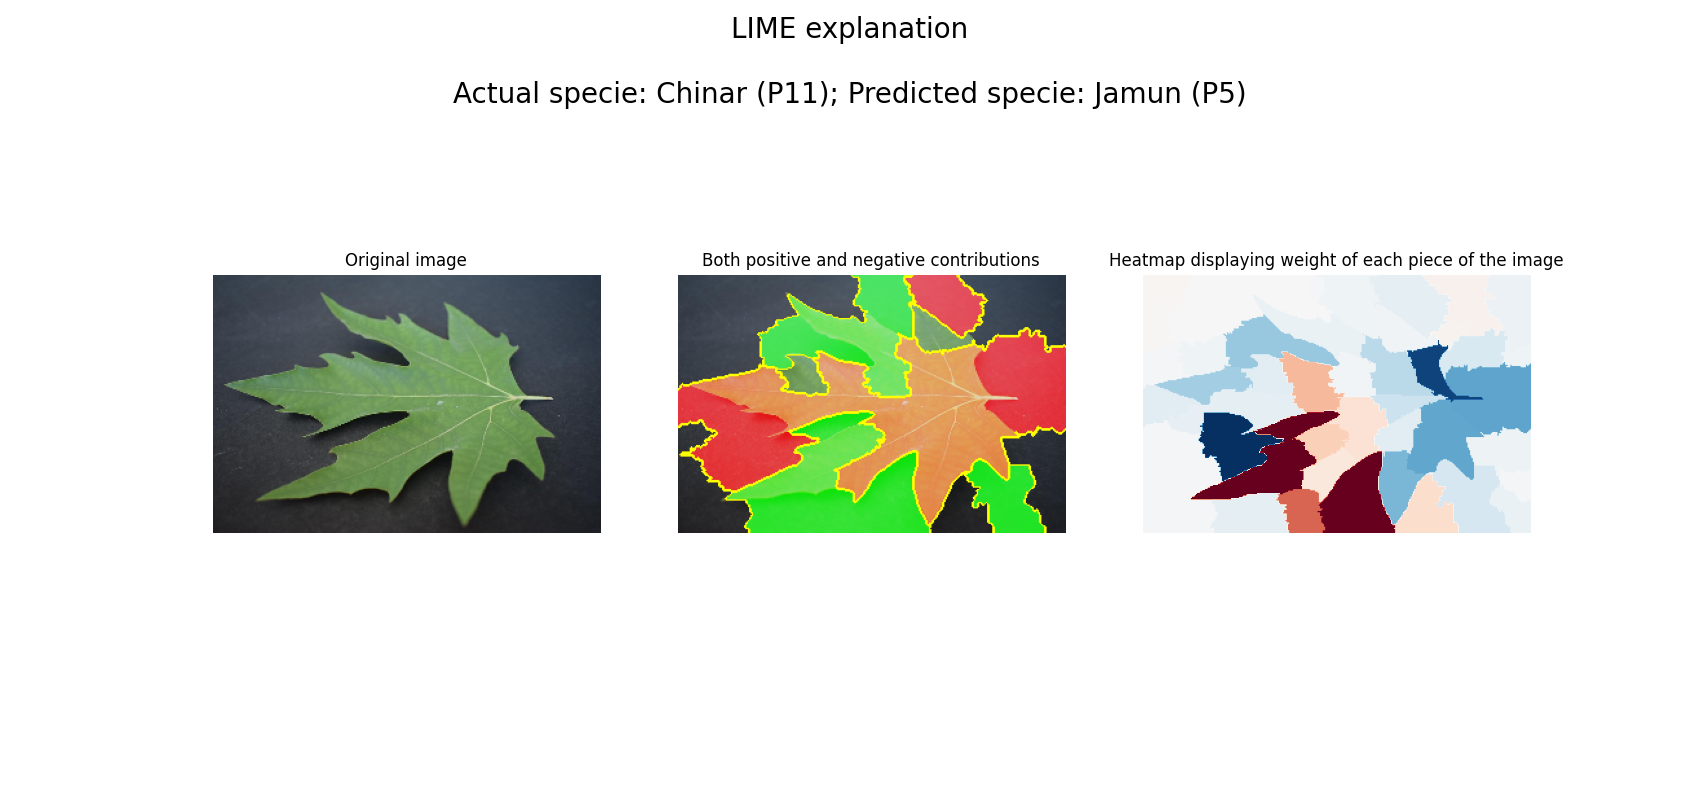 LIME explanation
Actual specie: Chinar (P11); Predicted specie: Jamun (P5)
Original image
Both positive and negative contributions
Heatmap displaying weight of each piece of the image